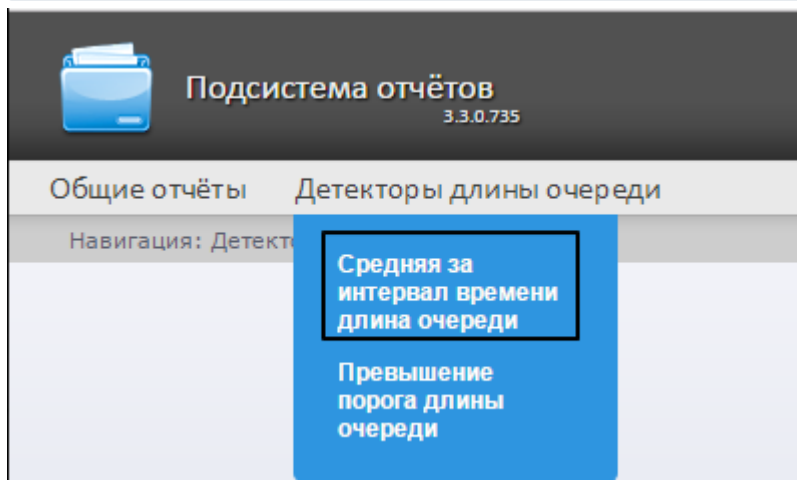 Подсистема отчётов
3.3.0.735
Общие отчёты Детекторы длины очереди
Навигация: Детект
Средняя за
интервал времени
длина очереди
Превышение
порога длины
очереди